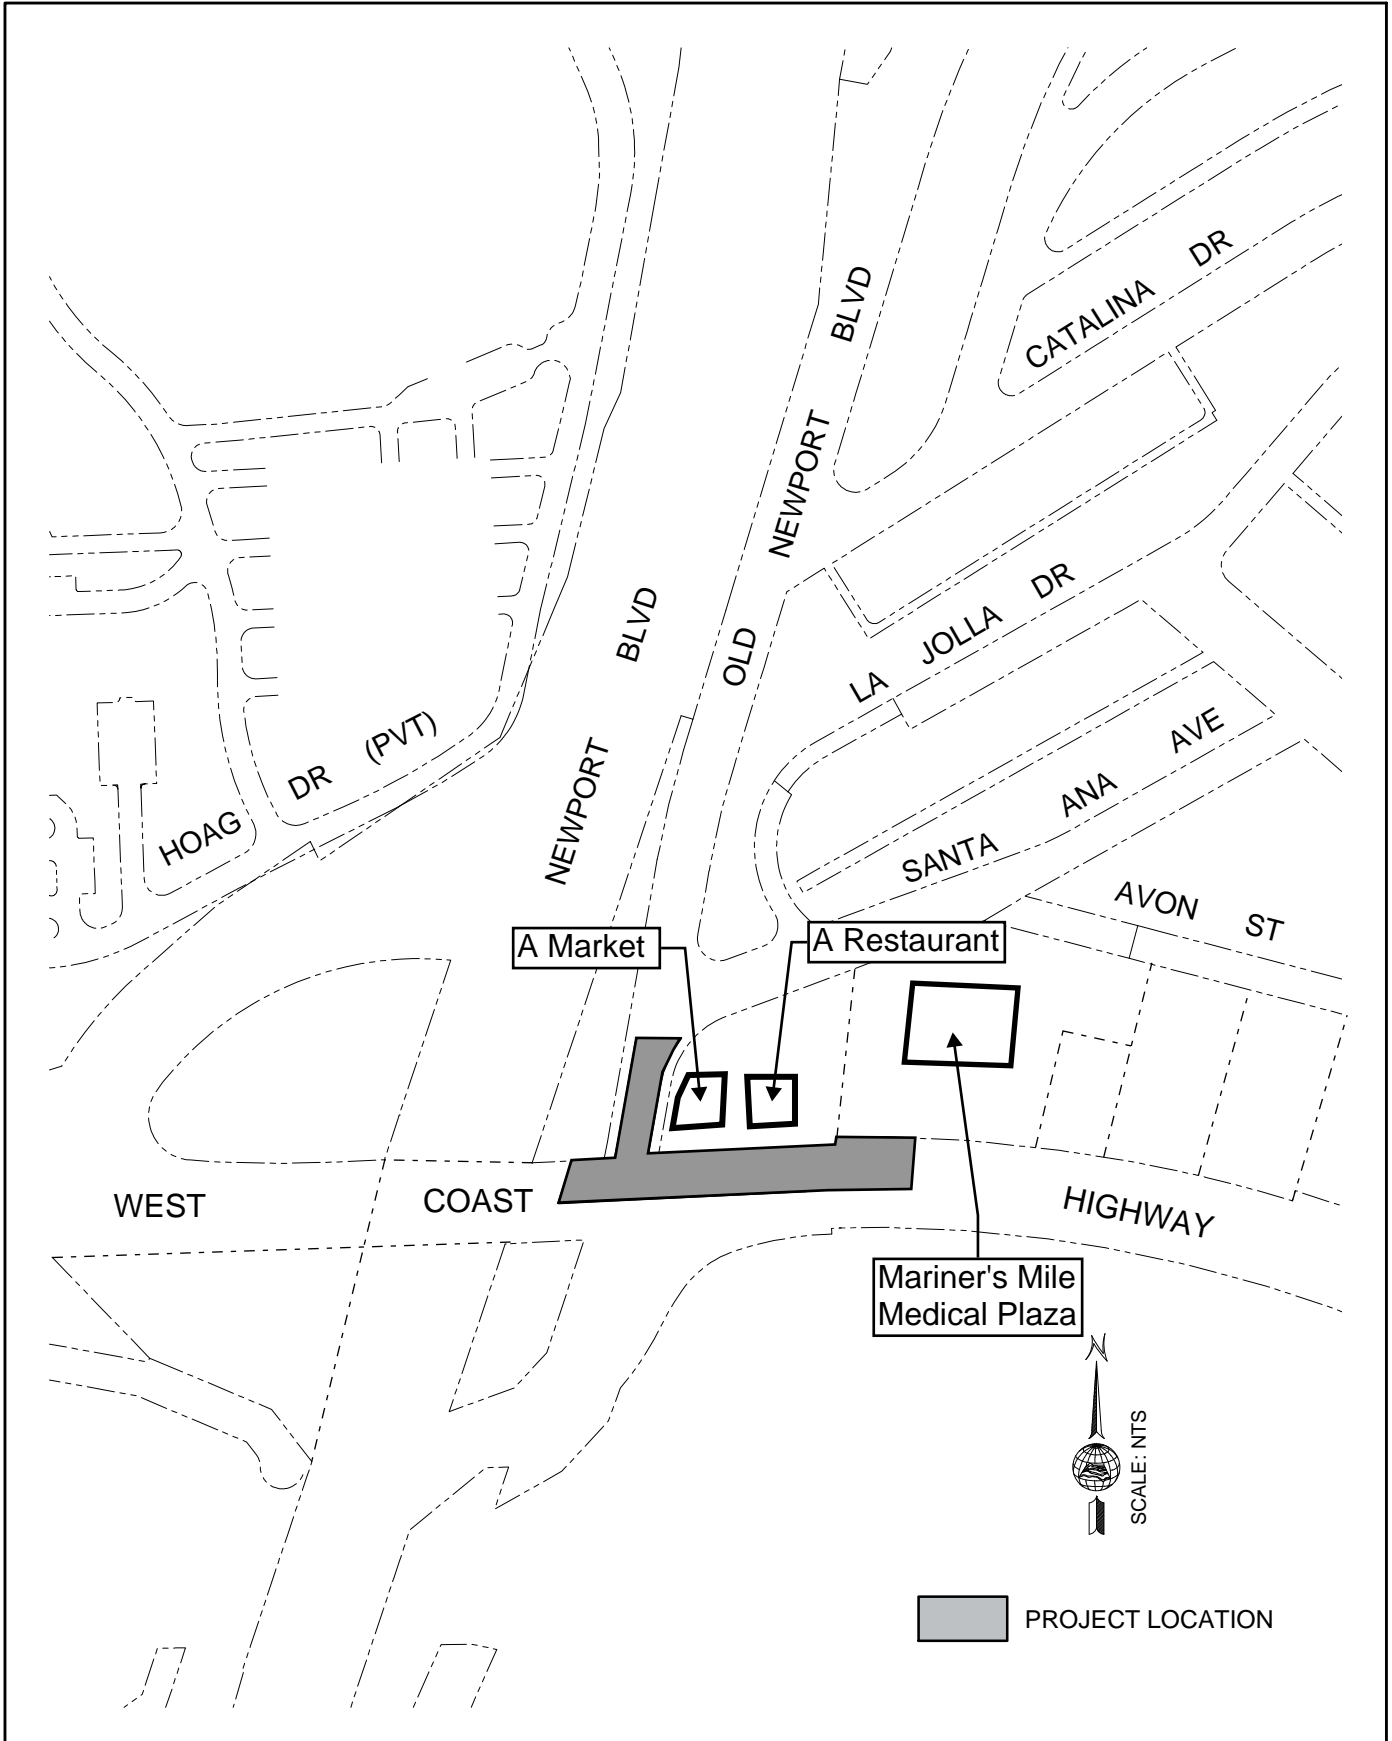 CATALINA DR
OLD NEWPORT BLVD
NEWPORT BLVD
LA JOLLA DR
HOAG DR (PVT)
SANTA ANA AVE
AVON ST
A Market
A Restaurant
WEST COAST HIGHWAY
Mariner's Mile
Medical Plaza
N
SCALE: NTS
PROJECT LOCATION